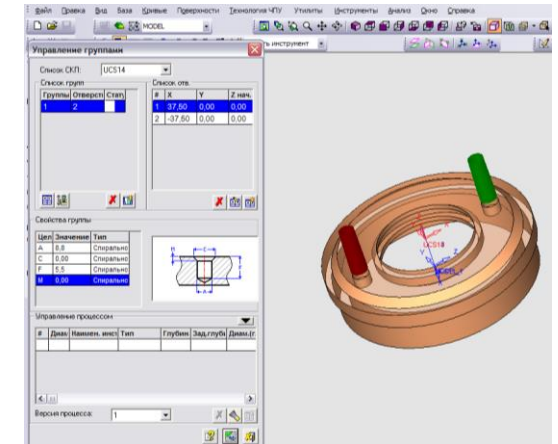 Файл Правка Вид База Кривые Поверхности Технология ЧПУ Утилиты Инструменты Анализ Окно Справка
MODEL
Управление группами
ь инструмент
Список СКП: UCS14
Список групп
Список отв.
Группы Отверсти Стату
1 2
# X Y Z нач.
1 37,50 0,00 0,00
2 -37,50 0,00 0,00
Свойства группы
Цел Значение Тип
A 8,8 Спирально
C 0,00 Спирально
F 5,5 Спирально
M 0,00 Спирально
Управление процессом
# Диам Наимен. инст Тип Глубин Зад.глуби Диам.(г
Версия процесса: 1